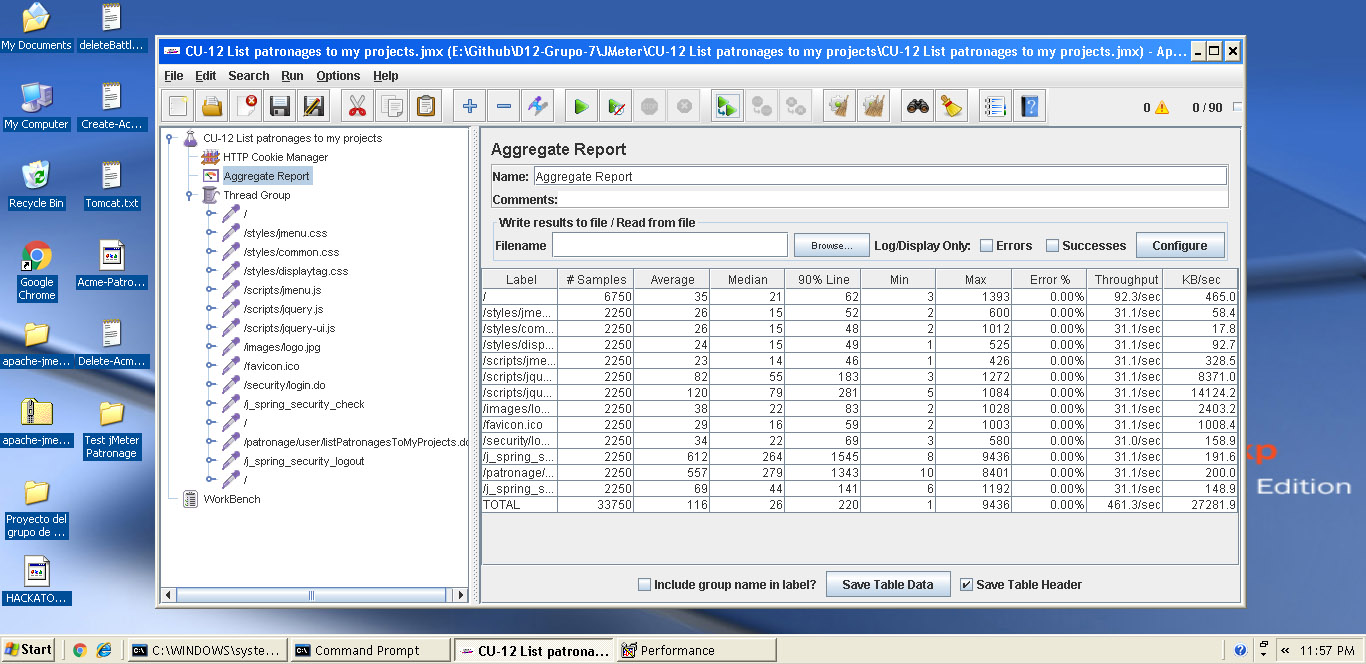 My Documents
deleteBattl...
My Computer
Create-Ac...
Recycle Bin
Tomcat.txt
Google
Chrome
Acme-Patro...
apache-jme...
Delete-Acm...
apache-jme...
Test jMeter
Patronage
Proyecto del
grupo de ...
HACKATO...
CU-12 List patronages to my projects.jmx (E:\Github\D12-Grupo-7\JMeter\CU-12 List patronages to my projects\CU-12 List patronages to my projects.jmx) - Ap...
File Edit Search Run Options Help
0 0 / 90
CU-12 List patronages to my projects
HTTP Cookie Manager
Aggregate Report
Thread Group
/
/styles/jmenu.css
/styles/common.css
/styles/displaytag.css
/scripts/jmenu.js
/scripts/jquery.js
/scripts/jquery-ui.js
/images/logo.jpg
/favicon.ico
/security/login.do
/j_spring_security_check
/
/patronage/user/listPatronagesToMyProjects.do
/j_spring_security_logout
/
WorkBench
Aggregate Report
Name: Aggregate Report
Comments:
Write results to file / Read from file
Filename Browse... Log/Display Only: Errors Successes Configure
Label # Samples Average Median 90% Line Min Max Error % Throughput KB/sec
/ 6750 35 21 62 3 1393 0.00% 92.3/sec 465.0
/styles/jme... 2250 26 15 52 2 600 0.00% 31.1/sec 58.4
/styles/com... 2250 26 15 48 2 1012 0.00% 31.1/sec 17.8
/styles/disp... 2250 24 15 49 1 525 0.00% 31.1/sec 92.7
/scripts/jme... 2250 23 14 46 1 426 0.00% 31.1/sec 328.5
/scripts/jqu... 2250 82 55 183 3 1272 0.00% 31.1/sec 8371.0
/scripts/jqu... 2250 120 79 281 5 1084 0.00% 31.1/sec 14124.2
/images/lo... 2250 38 22 83 2 1028 0.00% 31.1/sec 2403.2
/favicon.ico 2250 29 16 59 2 1003 0.00% 31.1/sec 1008.4
/security/lo... 2250 34 22 69 3 580 0.00% 31.0/sec 158.9
/j_spring_s... 2250 612 264 1545 8 9436 0.00% 31.1/sec 191.6
/patronage/... 2250 557 279 1343 10 8401 0.00% 31.1/sec 200.0
/j_spring_s... 2250 69 44 141 6 1192 0.00% 31.1/sec 148.9
TOTAL 33750 116 26 220 1 9436 0.00% 461.3/sec 27281.9
Include group name in label? Save Table Data Save Table Header
xp
Edition
Start C:\WINDOWS\syste... Command Prompt CU-12 List patrona... Performance « 11:57 PM